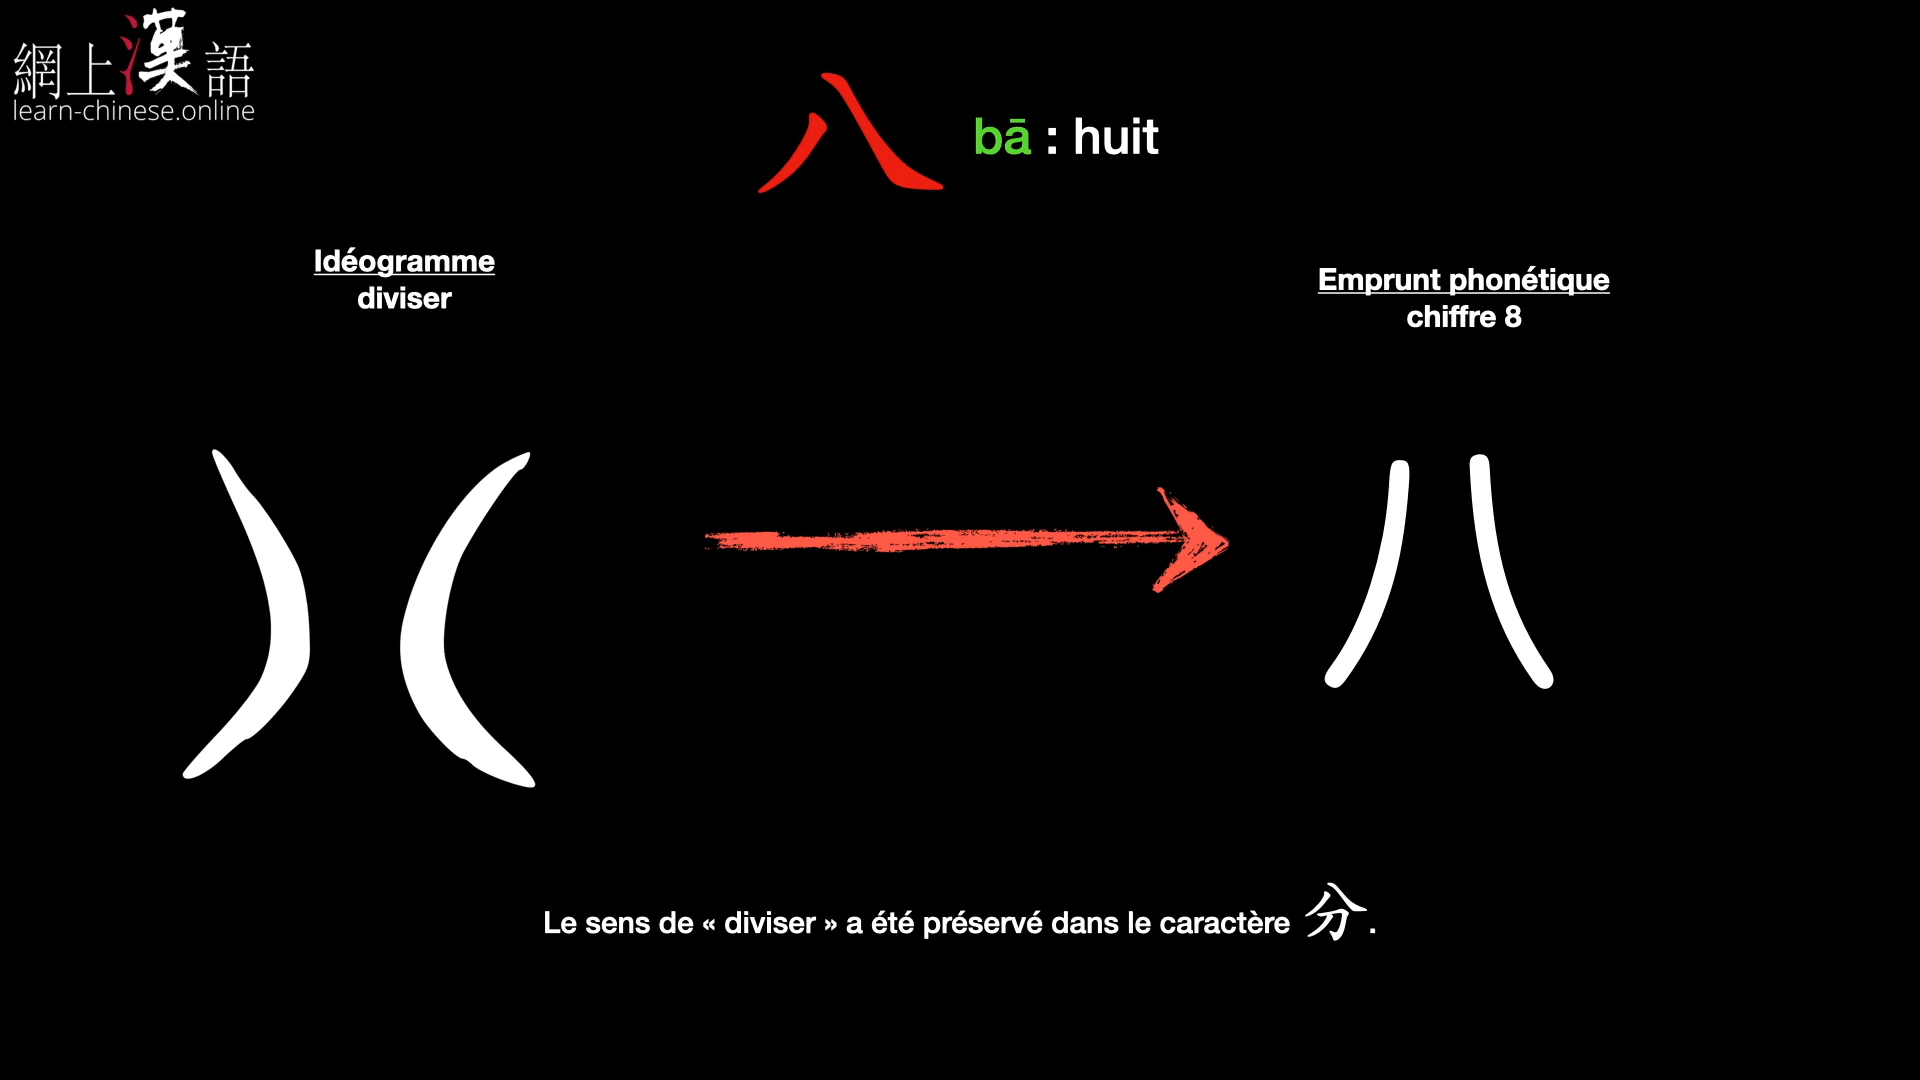 網上漢語
learn-chinese.online
八 bā : huit
Idéogramme
diviser
Emprunt phonétique
chiffre 8
Le sens de « diviser » a été préservé dans le caractère 分.